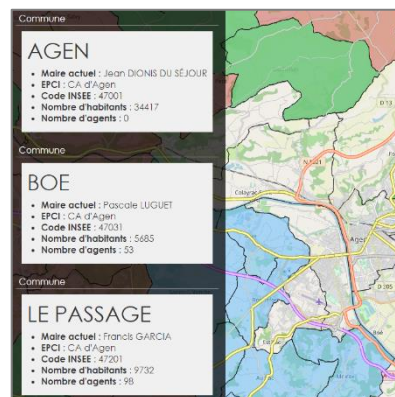 Commune
AGEN
• Maire actuel : Jean DIONIS DU SÉJOUR
• EPCI : CA d'Agen
• Code INSEE : 47001
• Nombre d'habitants : 34417
• Nombre d'agents : 0
Commune
BOE
• Maire actuel : Pascale LUGUET
• EPCI : CA d'Agen
• Code INSEE : 47031
• Nombre d'habitants : 5685
• Nombre d'agents : 53
Commune
LE PASSAGE
• Maire actuel : Francis GARCIA
• EPCI : CA d'Agen
• Code INSEE : 47201
• Nombre d'habitants : 9732
• Nombre d'agents : 98
D 13
Agen
Boé